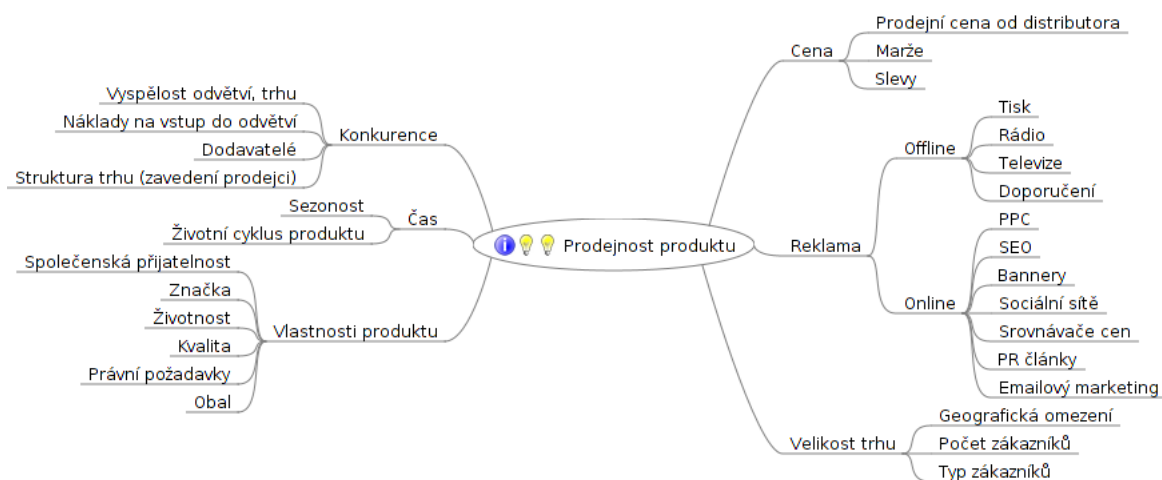 Prodejnost produktu
Konkurence
Vyspělost odvětví, trhu
Náklady na vstup do odvětví
Dodavatelé
Struktura trhu (zavedení prodejci)
Čas
Sezonost
Životní cyklus produktu
Vlastnosti produktu
Společenská přijatelnost
Značka
Životnost
Kvalita
Právní požadavky
Obal
Cena
Prodejní cena od distributora
Marže
Slevy
Reklama
Offline
Tisk
Rádio
Televize
Doporučení
Online
PPC
SEO
Bannery
Sociální sítě
Srovnávače cen
PR články
Emailový marketing
Velikost trhu
Geografická omezení
Počet zákazníků
Typ zákazníků